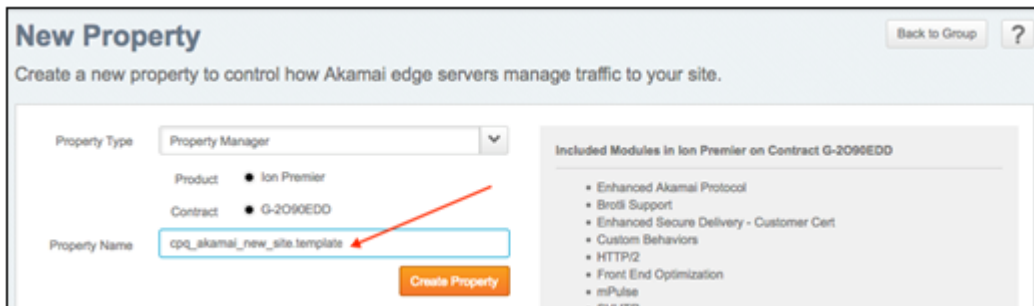 New Property
Back to Group
?
Create a new property to control how Akamai edge servers manage traffic to your site.
Property Type
Property Manager
Product
Ion Premier
Contract
G-2O90EDD
Property Name
cpq_akamai_new_site.template
Create Property
Included Modules in Ion Premier on Contract G-2O90EDD
Enhanced Akamai Protocol
Brotli Support
Enhanced Secure Delivery - Customer Cert
Custom Behaviors
HTTP/2
Front End Optimization
mPulse